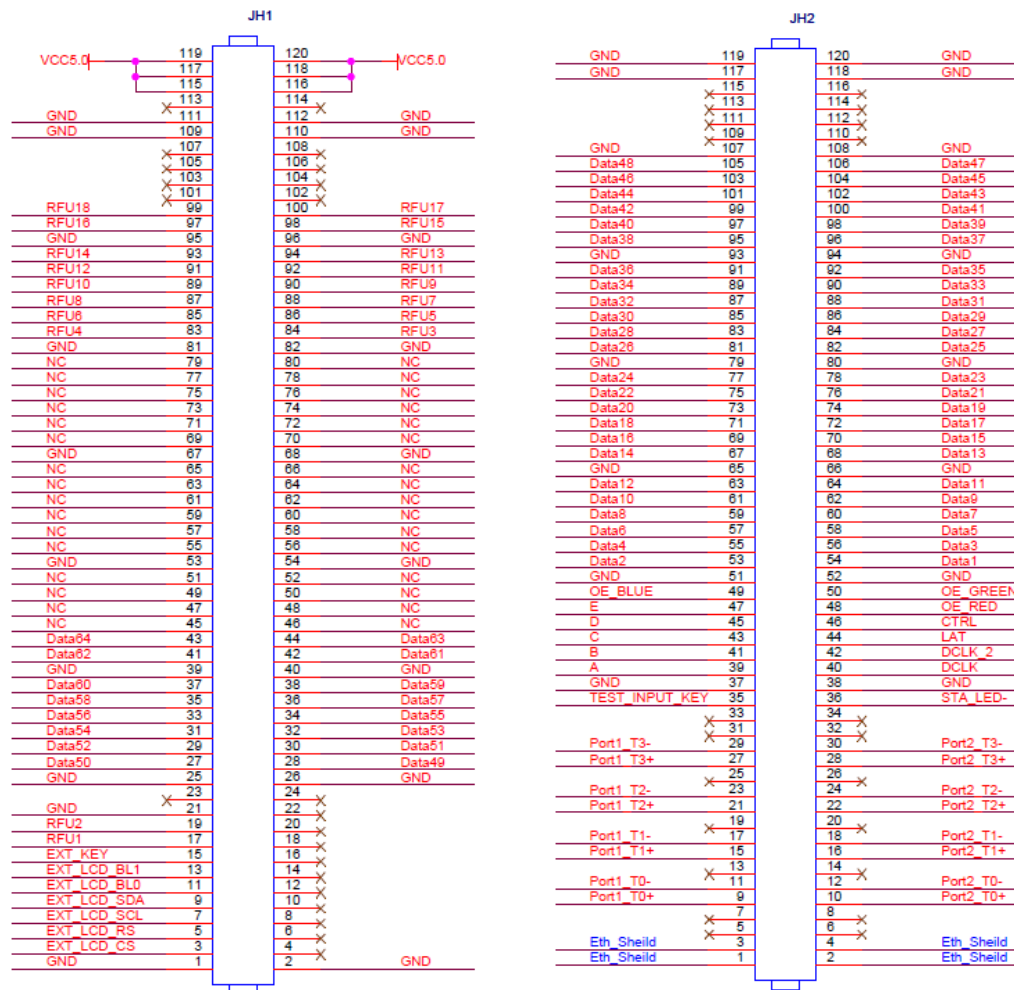 JH1
VCC5.0 119 120 VCC5.0
117 118
115 116
113 114
GND 111 112 GND
GND 109 110 GND
107 108
105 106
103 104
101 102
RFU18 99 100 RFU17
RFU16 97 98 RFU15
GND 95 96 GND
RFU14 93 94 RFU13
RFU12 91 92 RFU11
RFU10 89 90 RFU9
RFU8 87 88 RFU7
RFU6 85 86 RFU5
RFU4 83 84 RFU3
GND 81 82 GND
NC 79 80 NC
NC 77 78 NC
NC 75 76 NC
NC 73 74 NC
NC 71 72 NC
NC 69 70 NC
GND 67 68 GND
NC 65 66 NC
NC 63 64 NC
NC 61 62 NC
NC 59 60 NC
NC 57 58 NC
NC 55 56 NC
GND 53 54 GND
NC 51 52 NC
NC 49 50 NC
NC 47 48 NC
NC 45 46 NC
Data64 43 44 Data63
Data62 41 42 Data61
GND 39 40 GND
Data60 37 38 Data59
Data58 35 36 Data57
Data56 33 34 Data55
Data54 31 32 Data53
Data52 29 30 Data51
Data50 27 28 Data49
GND 25 26 GND
23 24
GND 21 22
RFU2 19 20
RFU1 17 18
EXT_KEY 15 16
EXT_LCD_BL1 13 14
EXT_LCD_BL0 11 12
EXT_LCD_SDA 9 10
EXT_LCD_SCL 7 8
EXT_LCD_RS 5 6
EXT_LCD_CS 3 4
GND 1 2 GND
JH2
GND 119 120 GND
GND 117 118 GND
115 116
113 114
111 112
109 110
GND 107 108 GND
Data48 105 106 Data47
Data46 103 104 Data45
Data44 101 102 Data43
Data42 99 100 Data41
Data40 97 98 Data39
Data38 95 96 Data37
GND 93 94 GND
Data36 91 92 Data35
Data34 89 90 Data33
Data32 87 88 Data31
Data30 85 86 Data29
Data28 83 84 Data27
Data26 81 82 Data25
GND 79 80 GND
Data24 77 78 Data23
Data22 75 76 Data21
Data20 73 74 Data19
Data18 71 72 Data17
Data16 69 70 Data15
Data14 67 68 Data13
GND 65 66 GND
Data12 63 64 Data11
Data10 61 62 Data9
Data8 59 60 Data7
Data6 57 58 Data5
Data4 55 56 Data3
Data2 53 54 Data1
GND 51 52 GND
OE_BLUE 49 50 OE_GREEN
E 47 48 OE_RED
D 45 46 CTRL
C 43 44 LAT
B 41 42 DCLK_2
A 39 40 DCLK
GND 37 38 GND
TEST_INPUT_KEY 35 36 STA_LED-
33 34
31 32
Port1_T3- 29 30 Port2_T3-
Port1_T3+ 27 28 Port2_T3+
25 26
Port1_T2- 23 24 Port2_T2-
Port1_T2+ 21 22 Port2_T2+
19 20
Port1_T1- 17 18 Port2_T1-
Port1_T1+ 15 16 Port2_T1+
13 14
Port1_T0- 11 12 Port2_T0-
Port1_T0+ 9 10 Port2_T0+
7 8
5 6
Eth_Sheild 3 4 Eth_Sheild
Eth_Sheild 1 2 Eth_Sheild